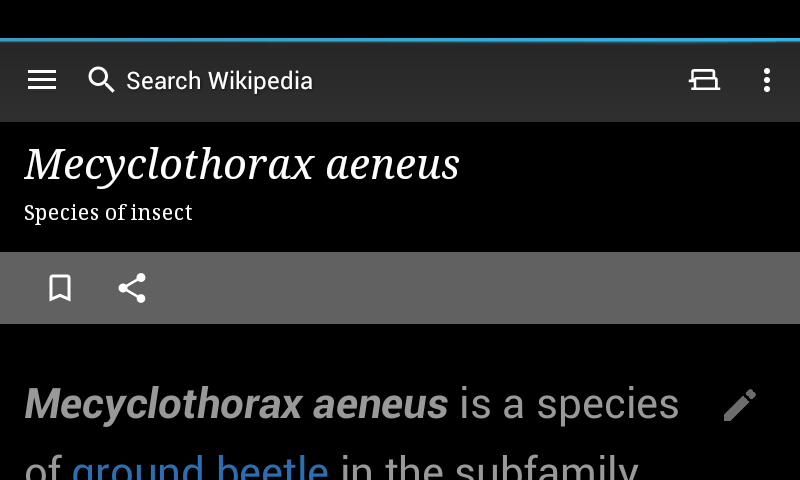 Search Wikipedia
Mecyclothorax aeneus
Species of insect
Mecyclothorax aeneus is a species
of ground beetle in the subfamily